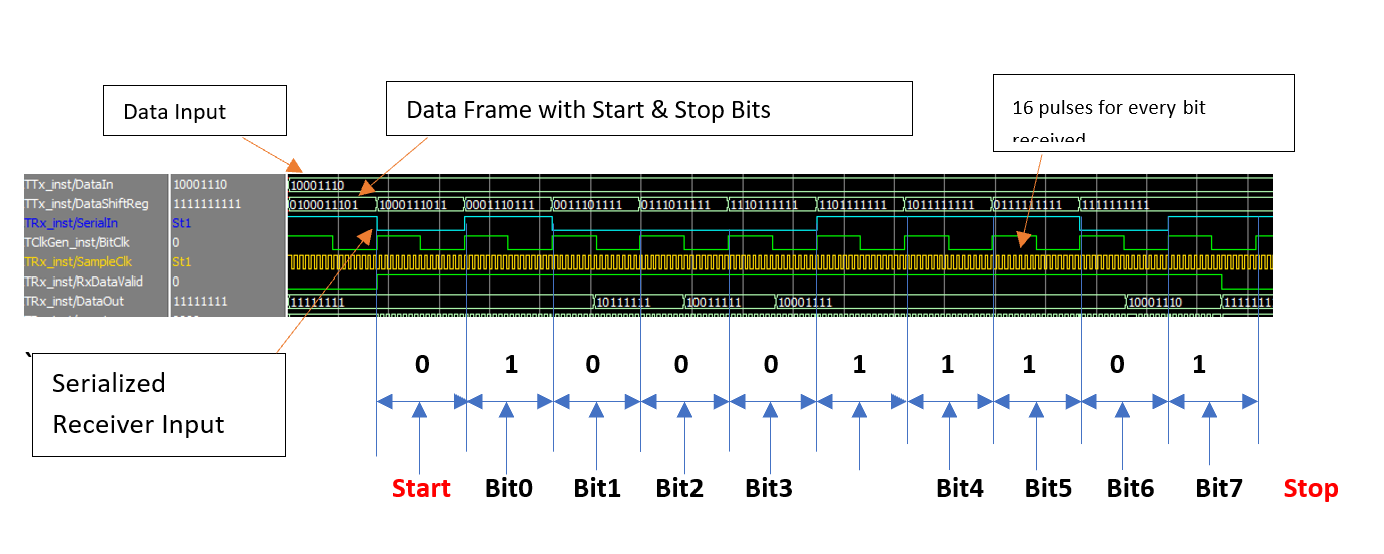 Data Input
Data Frame with Start & Stop Bits
16 pulses for every bit
received
TTx_inst/DataIn 10001110 10001110
TTx_inst/DataShiftReg 1111111111 0100011101 1000111011 0001110111 0011101111 0111011111 1110111111 1101111111 1011111111 0111111111 1111111111
TRx_inst/SerialIn St1
TClkGen_inst/BitClk 0
TRx_inst/SampleClk St1
TRx_inst/RxDataValid 0
TRx_inst/DataOut 11111111 11111111 10111111 10011111 10001111 10001110 1111111
Serialized
Receiver Input
0 1 0 0 0 1 1 1 0 1
Start Bit0 Bit1 Bit2 Bit3 Bit4 Bit5 Bit6 Bit7 Stop